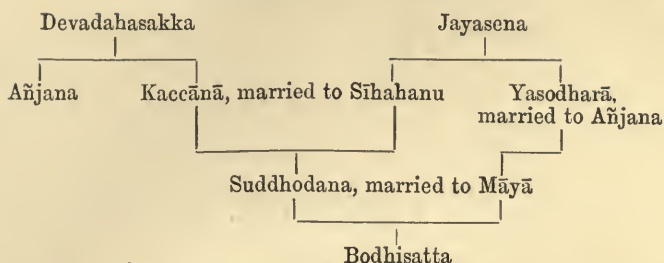 Devadahasakka Jayasena
Añjana Kaccānā, married to Sīhahanu Yasodharā,
married to Añjana
Suddhodana, married to Māyā
Bodhisatta